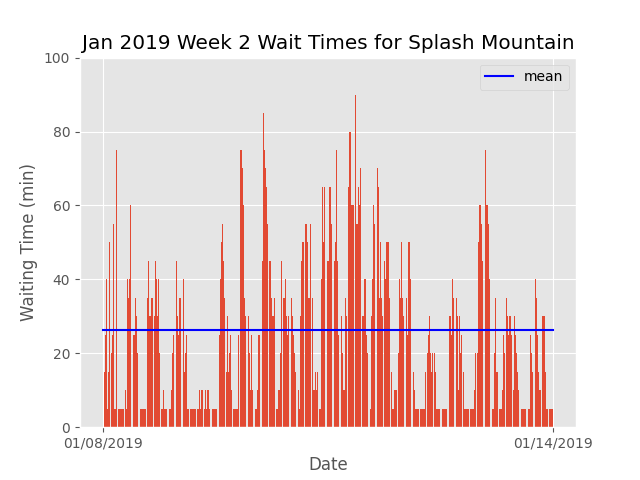 Jan 2019 Week 2 Wait Times for Splash Mountain
mean
100
80
60
40
20
0
Waiting Time (min)
01/08/2019
01/14/2019
Date